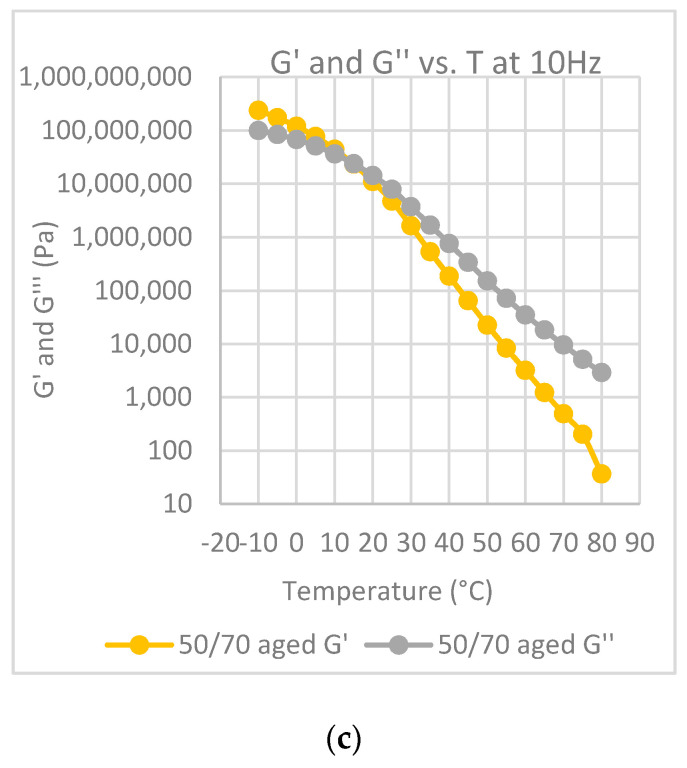 G' and G'' vs. T at 10Hz
1,000,000,000
100,000,000
10,000,000
1,000,000
100,000
10,000
1,000
100
10
G' and G''' (Pa)
-20 -10 0 10 20 30 40 50 60 70 80 90
Temperature (°C)
50/70 aged G' 50/70 aged G''
(c)